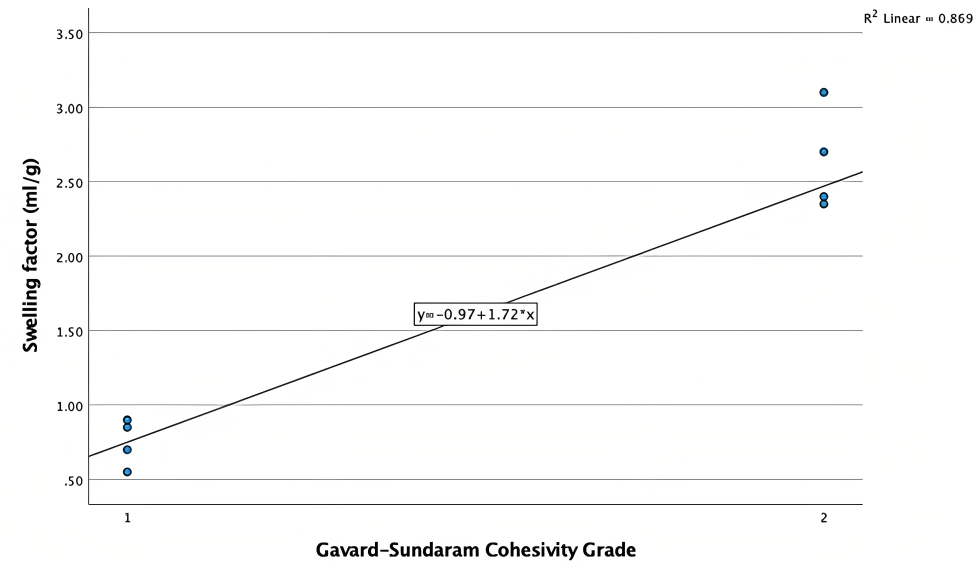 R² Linear = 0.869
3.50
3.00
2.50
2.00
1.50
1.00
.50
Swelling factor (ml/g)
y=-0.97+1.72*x
1
2
Gavard-Sundaram Cohesivity Grade